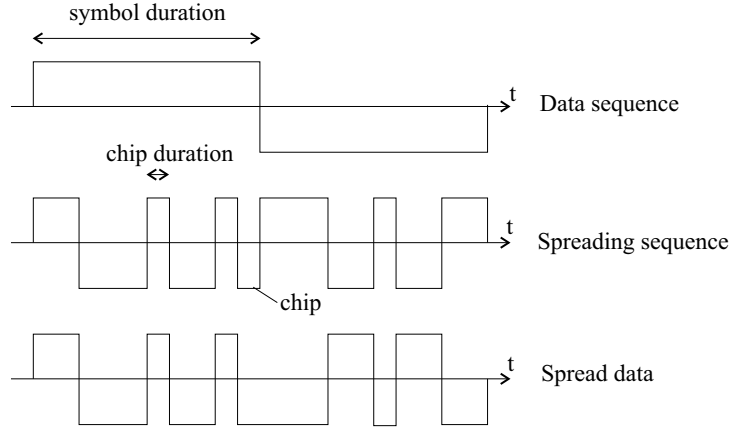 symbol duration
t
Data sequence
chip duration
t
Spreading sequence
chip
t
Spread data